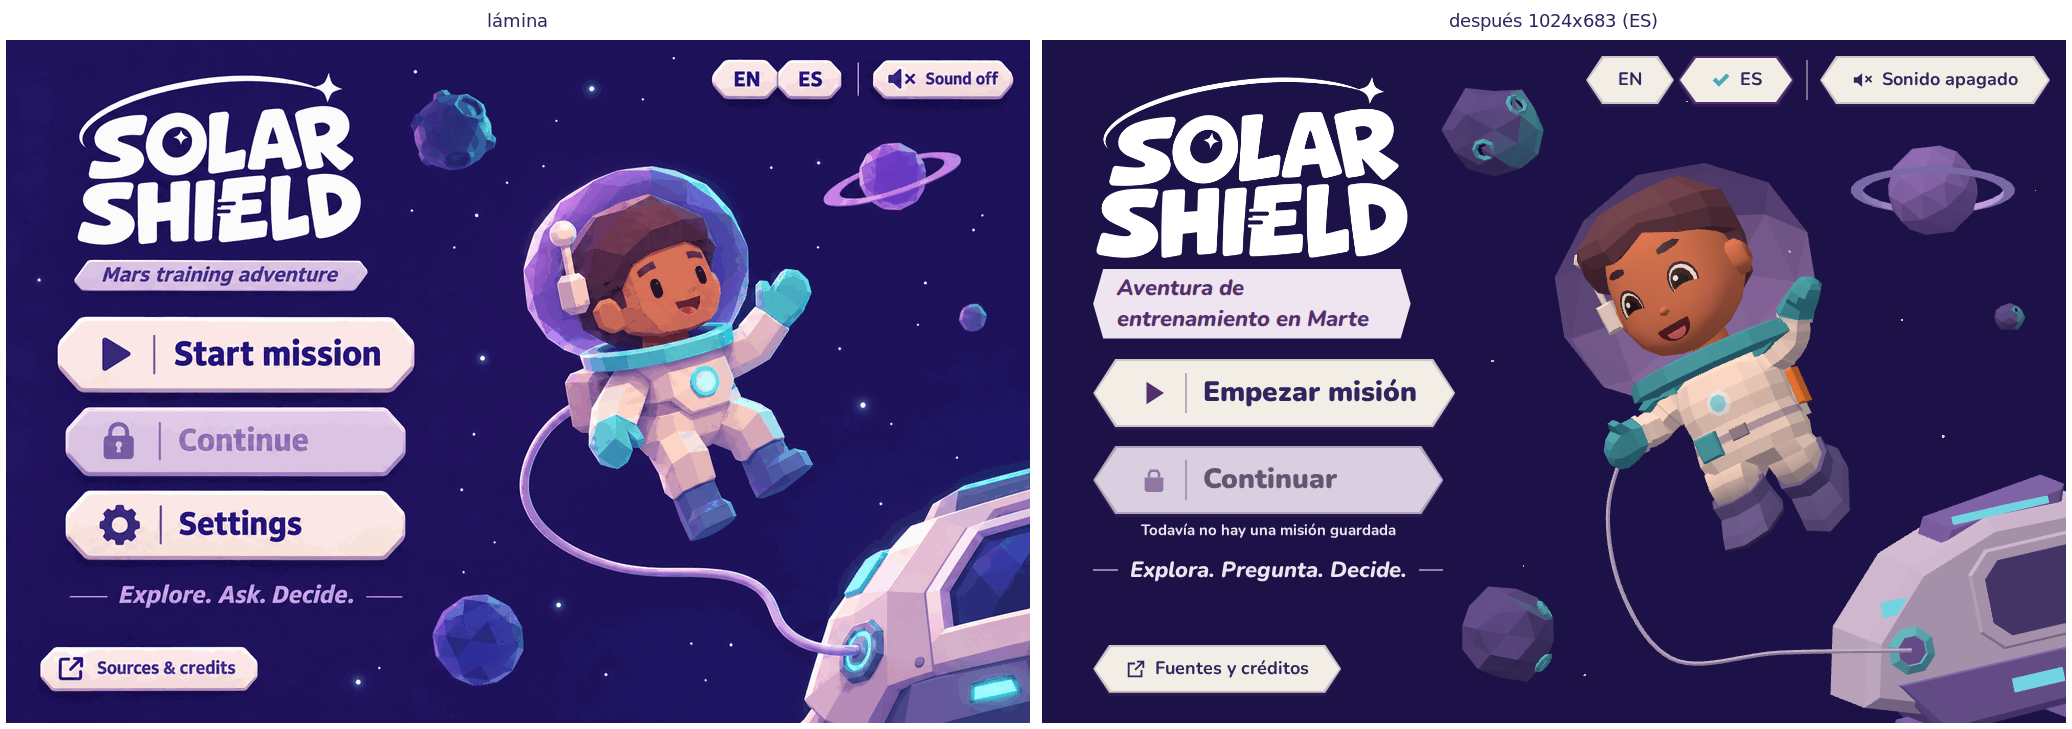 lámina
EN
ES
Sound off
SOLAR
SHIELD
Mars training adventure
Start mission
Continue
Settings
Explore. Ask. Decide.
Sources & credits
después 1024x683 (ES)
EN
ES
Sonido apagado
SOLAR
SHIELD
Aventura de
entrenamiento en Marte
Empezar misión
Continuar
Todavía no hay una misión guardada
Explora. Pregunta. Decide.
Fuentes y créditos